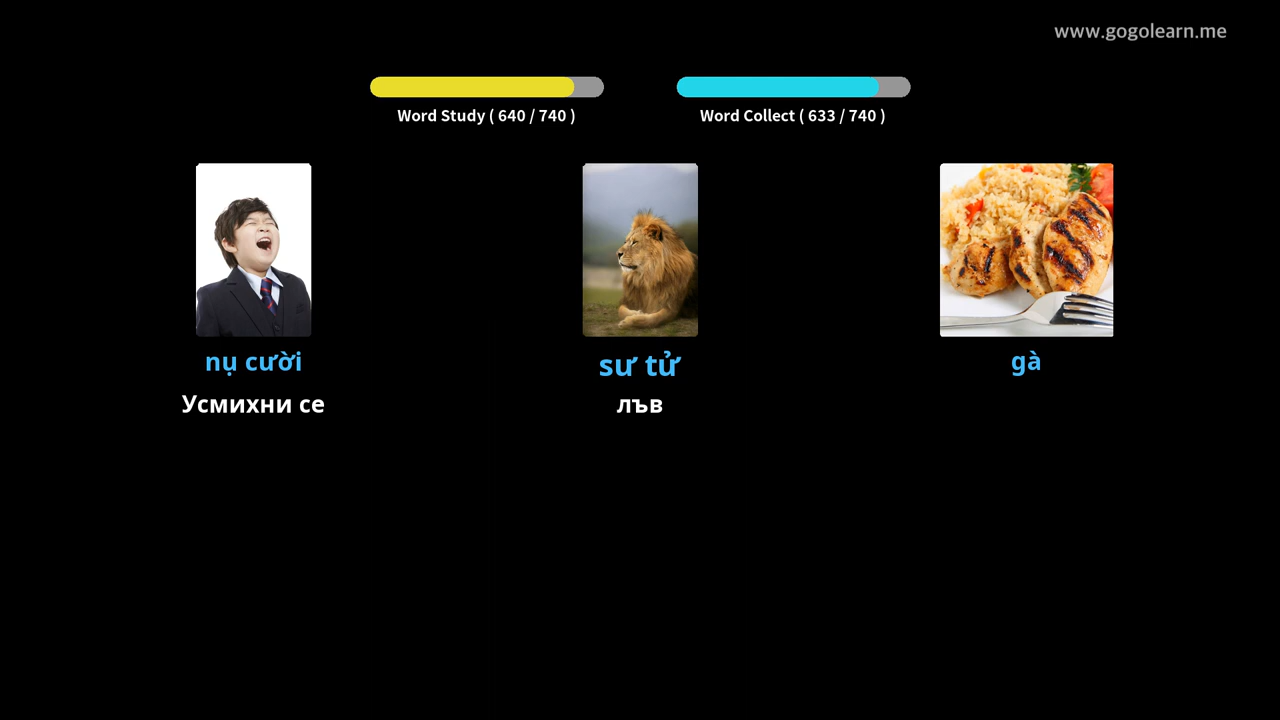 www.gogolearn.me
Word Study ( 640 / 740 )
Word Collect ( 633 / 740 )
nụ cười
sư tử
gà
Усмихни се
лъв